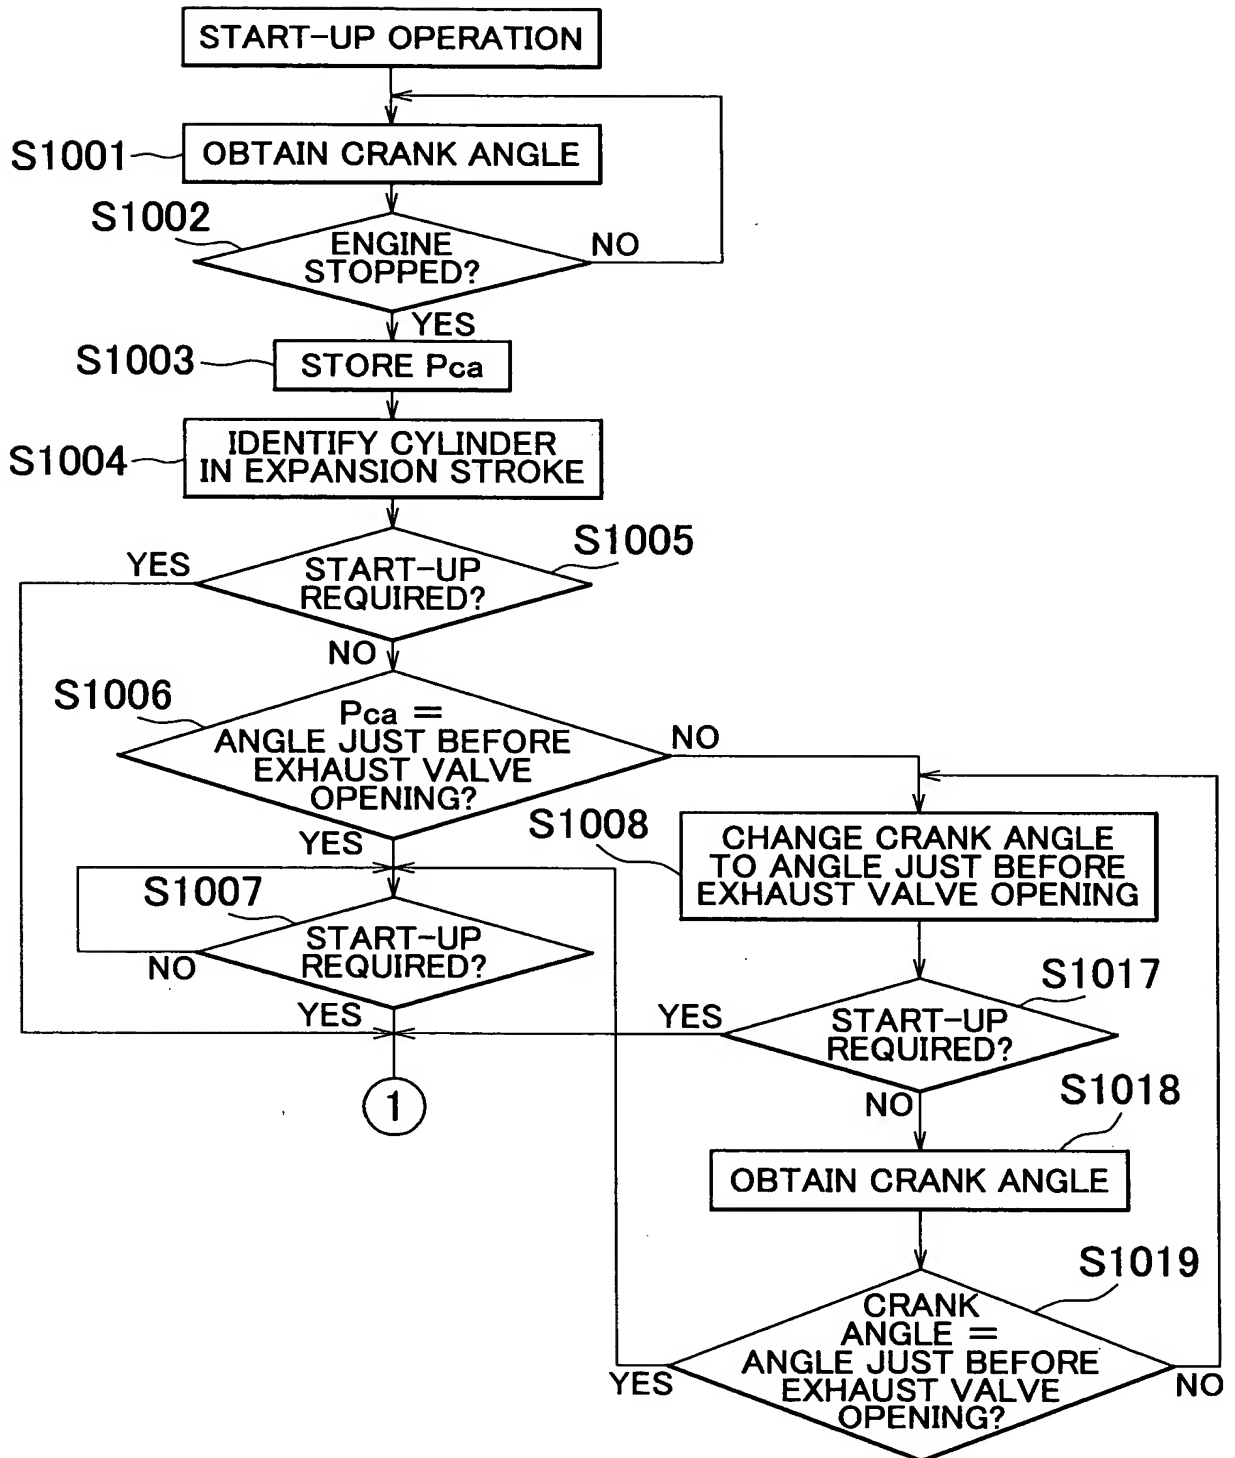 START-UP OPERATION
S1001
OBTAIN CRANK ANGLE
S1002
ENGINE
STOPPED?
NO
YES
S1003
STORE Pca
S1004
IDENTIFY CYLINDER
IN EXPANSION STROKE
S1005
YES
START-UP
REQUIRED?
NO
S1006
Pca =
ANGLE JUST BEFORE
EXHAUST VALVE
OPENING?
NO
YES
S1008
CHANGE CRANK ANGLE
TO ANGLE JUST BEFORE
EXHAUST VALVE OPENING
S1007
START-UP
REQUIRED?
NO
YES
S1017
YES
START-UP
REQUIRED?
NO
1
S1018
OBTAIN CRANK ANGLE
S1019
CRANK
ANGLE =
ANGLE JUST BEFORE
EXHAUST VALVE
OPENING?
YES
NO